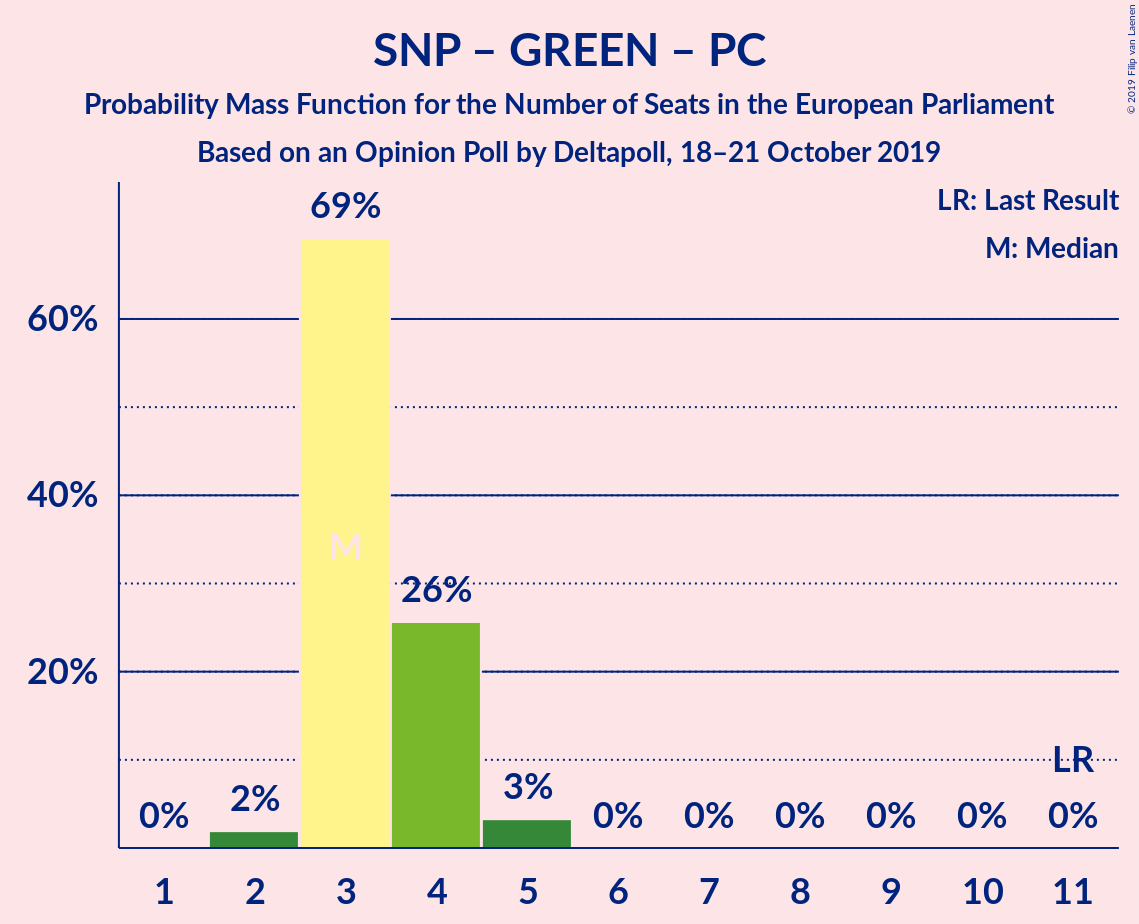 SNP – GREEN – PC
Probability Mass Function for the Number of Seats in the European Parliament
Based on an Opinion Poll by Deltapoll, 18–21 October 2019
© 2019 Filip van Laenen
LR: Last Result
M: Median
69%
60%
40%
M
26%
20%
LR
0% 2% 3% 0% 0% 0% 0% 0% 0%
1 2 3 4 5 6 7 8 9 10 11